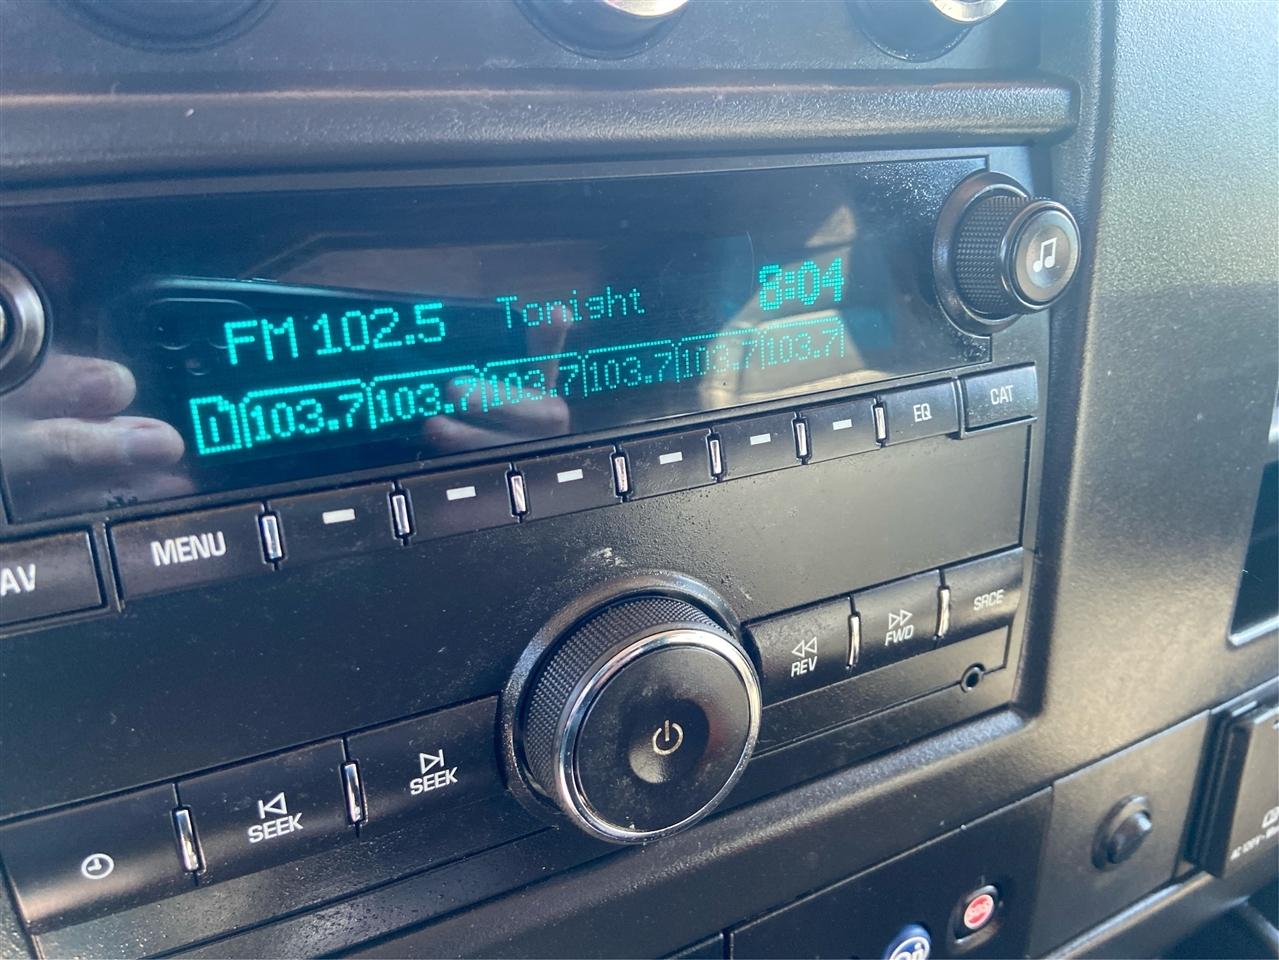 FM 102.5 Tonight 8:04
1 103.7 103.7 103.7 103.7 103.7 103.7
AV MENU EQ CAT
REV FWD SRCE
SEEK SEEK
SOS